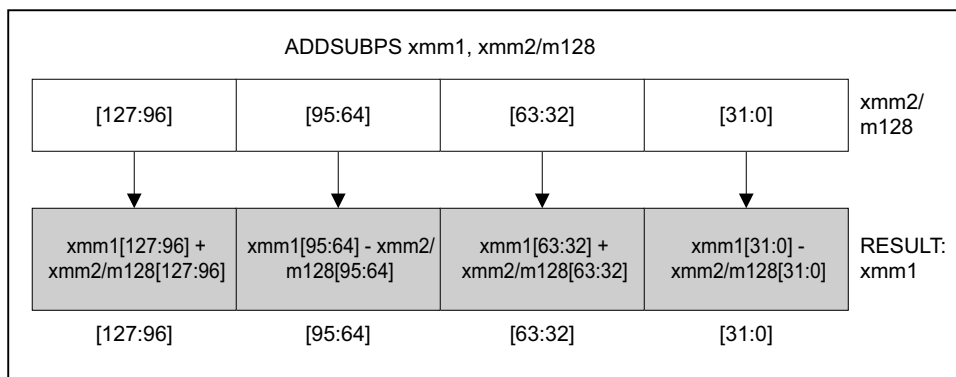 ADDSUBPS xmm1, xmm2/m128
[127:96] [95:64] [63:32] [31:0] xmm2/
m128
xmm1[127:96] + xmm1[95:64] - xmm2/ xmm1[63:32] + xmm1[31:0] - RESULT:
xmm2/m128[127:96] m128[95:64] xmm2/m128[63:32] xmm2/m128[31:0] xmm1
[127:96] [95:64] [63:32] [31:0]